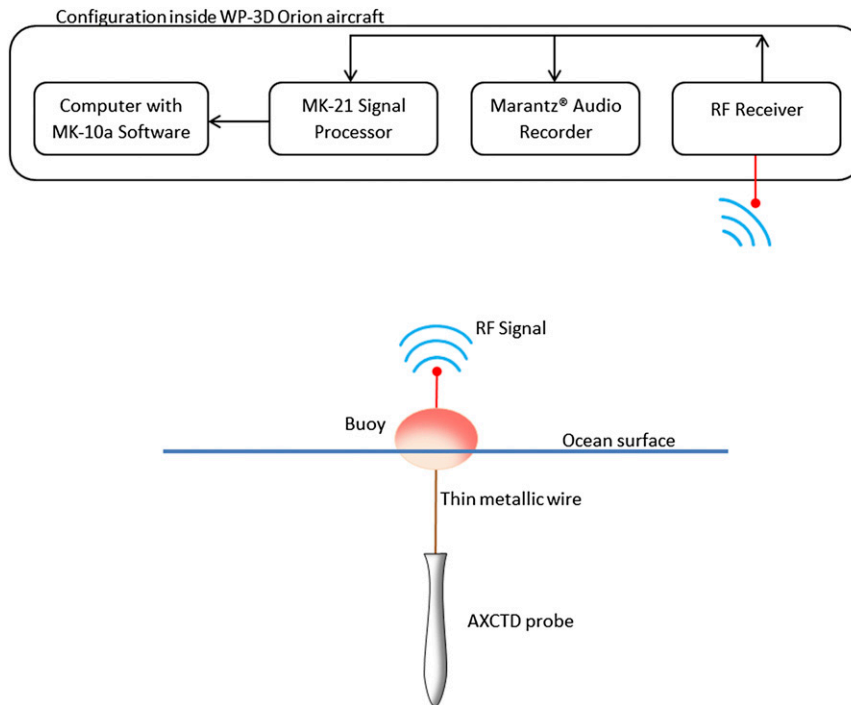 Configuration inside WP-3D Orion aircraft
Computer with
MK-10a Software
MK-21 Signal
Processor
Marantz® Audio
Recorder
RF Receiver
RF Signal
Buoy
Ocean surface
Thin metallic wire
AXCTD probe